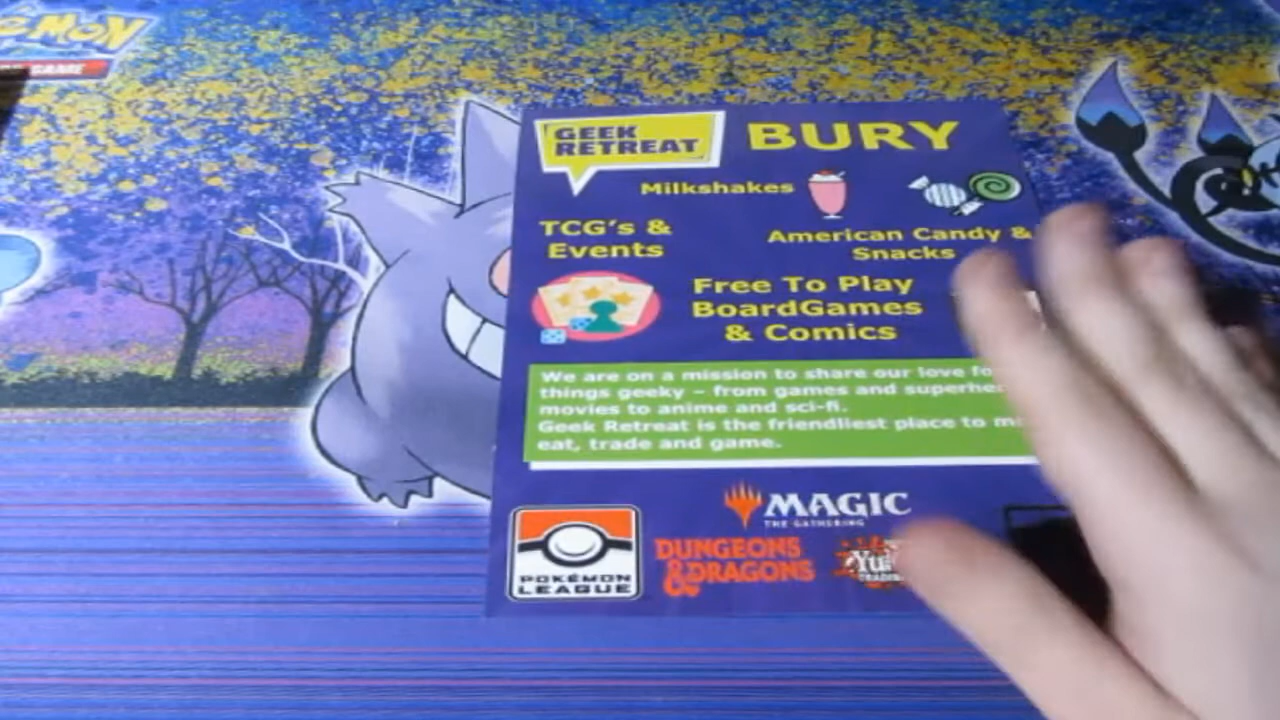 GEEK
RETREAT
BURY
Milkshakes
TCG's &
Events
American Candy &
Snacks
Free To Play
BoardGames
& Comics
We are on a mission to share our love
things geeky – from games and
movies to anime and sci-fi.
Geek Retreat is the friendliest place to
eat, trade and game.
MAGIC
THE GATHERING
DUNGEONS
& DRAGONS
POKÉMON
LEAGUE
GAME